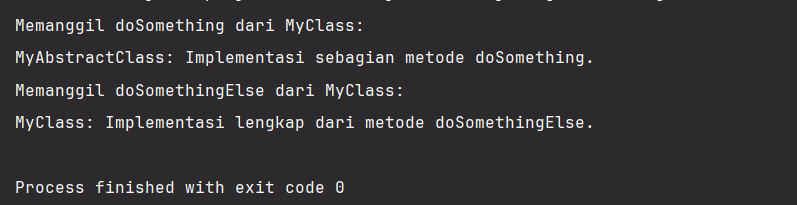 Memanggil doSomething dari MyClass:
MyAbstractClass: Implementasi sebagian metode doSomething.
Memanggil doSomethingElse dari MyClass:
MyClass: Implementasi lengkap dari metode doSomethingElse.
Process finished with exit code 0